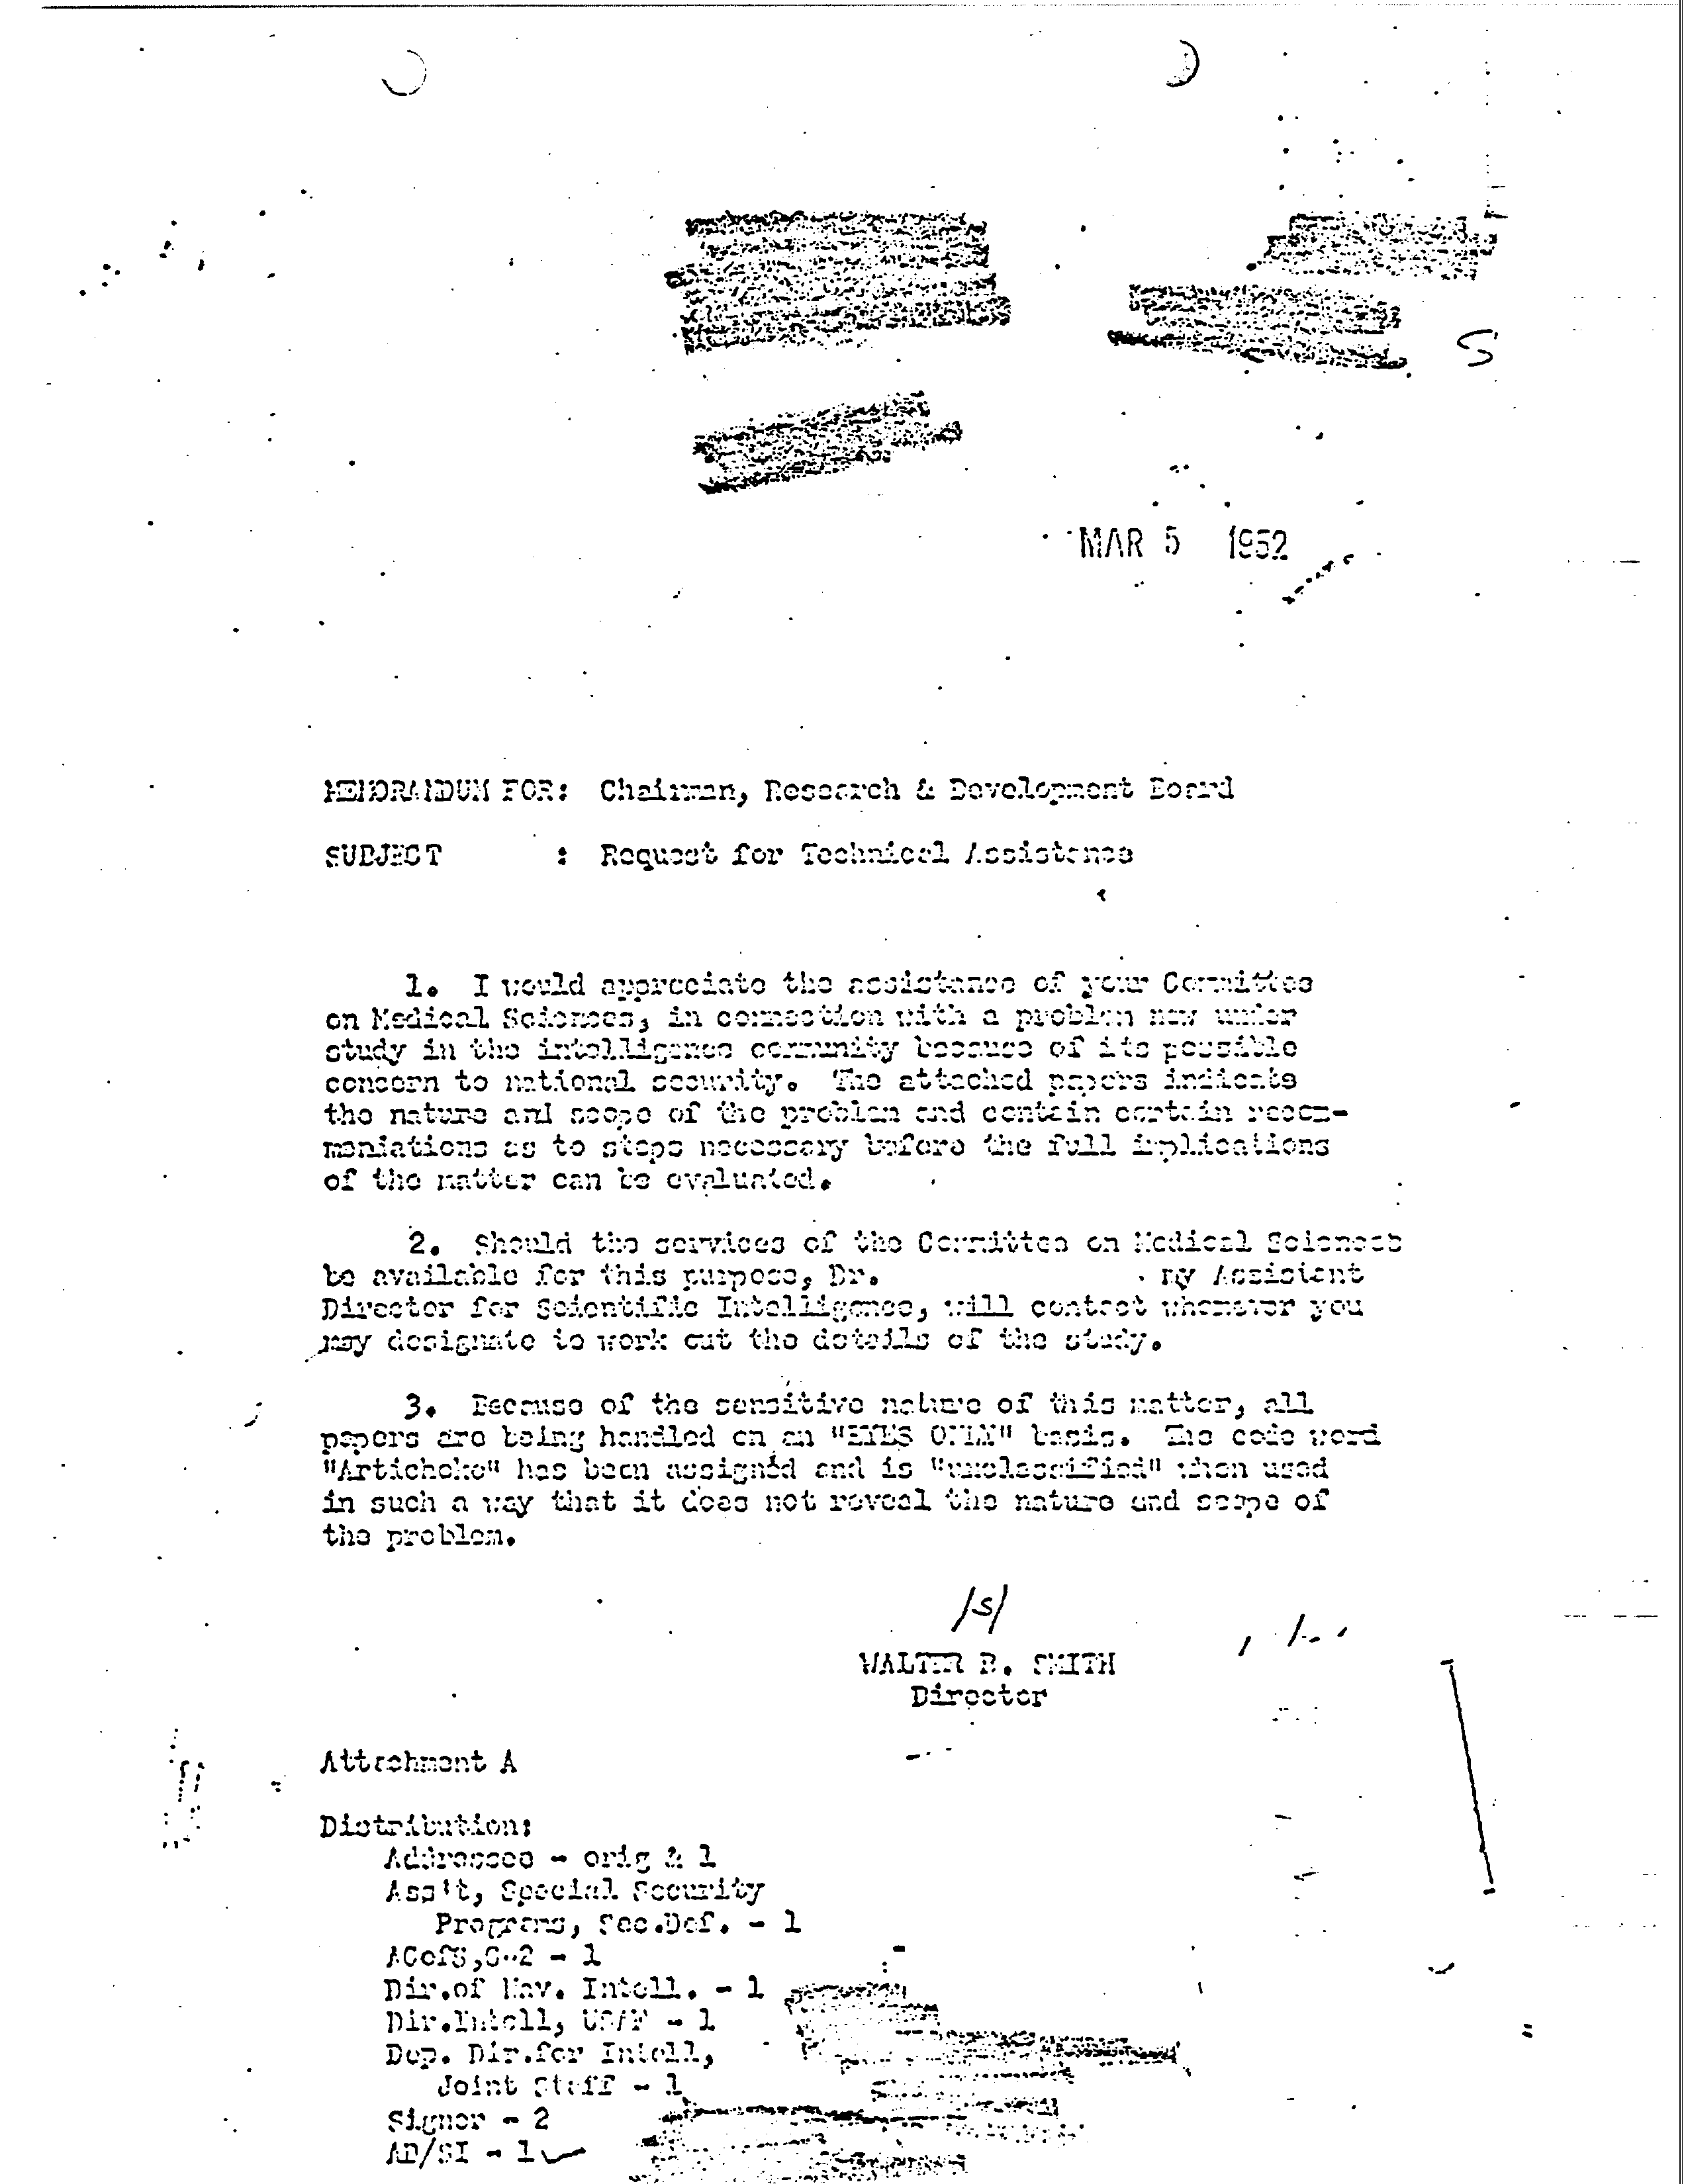 S
MAR 5 1952
MEMORANDUM FOR: Chairman, Research & Development Board
SUBJECT : Request for Technical Assistance
1. I would appreciate the assistance of your Committee
on Medical Sciences, in connection with a problem now under
study in the intelligence community because of its possible
concern to national security. The attached papers indicate
the nature and scope of the problem and contain certain recom-
mendations as to steps necessary before the full implications
of the matter can be evaluated.
2. Should the services of the Committee on Medical Sciences
be available for this purpose, Dr. my Assistant
Director for Scientific Intelligence, will contact whomever you
may designate to work out the details of the study.
3. Because of the sensitive nature of this matter, all
papers are being handled on an "EYES ONLY" basis. The code word
"Artichoke" has been assigned and is "unclassified" when used
in such a way that it does not reveal the nature and scope of
the problem.
/s/
WALTER B. SMITH
Director
Attachment A
Distribution:
Addressee - orig & 1
Ass't, Special Security
Programs, Sec.Def. - 1
ACofS,G-2 - 1
Dir.of Nav. Intell. - 1
Dir.Intell, USAF - 1
Dep. Dir.for Intell,
Joint Staff - 1
Signer - 2
AD/SI - 1